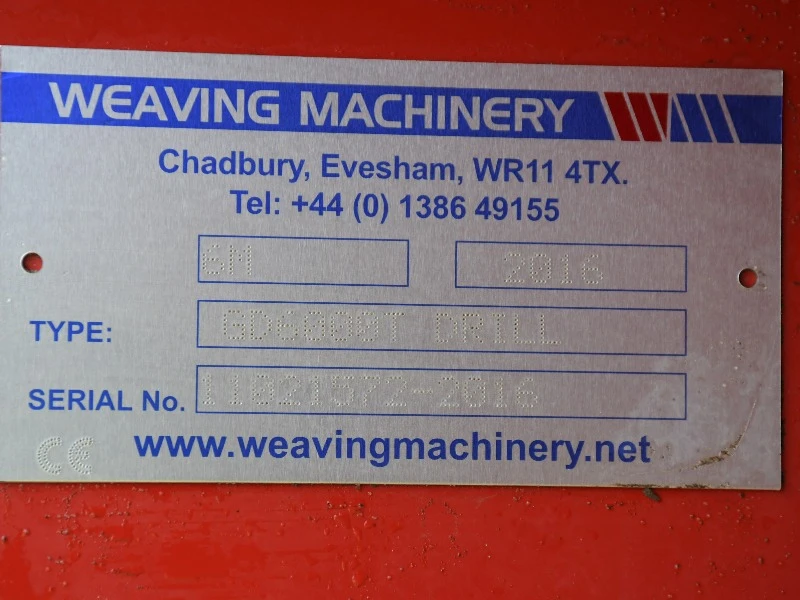 WEAVING MACHINERY
Chadbury, Evesham, WR11 4TX.
Tel: +44 (0) 1386 49155
6M 2016
TYPE: GD6000T DRILL
SERIAL No. 11021572-2016
CE www.weavingmachinery.net